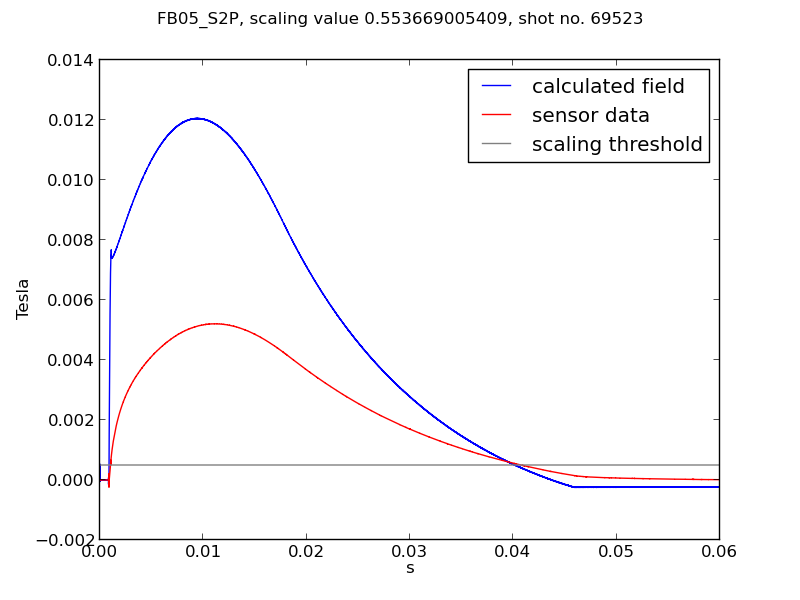 FB05_S2P, scaling value 0.553669005409, shot no. 69523
0.014
0.012
0.010
0.008
0.006
0.004
0.002
0.000
−0.002
Tesla
calculated field
sensor data
scaling threshold
0.00 0.01 0.02 0.03 0.04 0.05 0.06
s